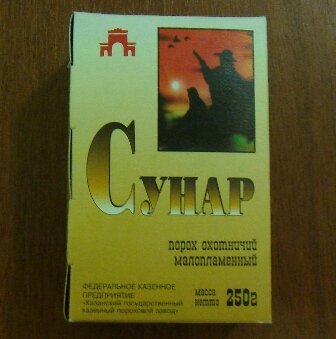 Сунар
порох охотничий
малопламенный
ФЕДЕРАЛЬНОЕ КАЗЕННОЕ
ПРЕДПРИЯТИЕ
«Казанский государственный
казенный пороховой завод»
масса
нетто 250г